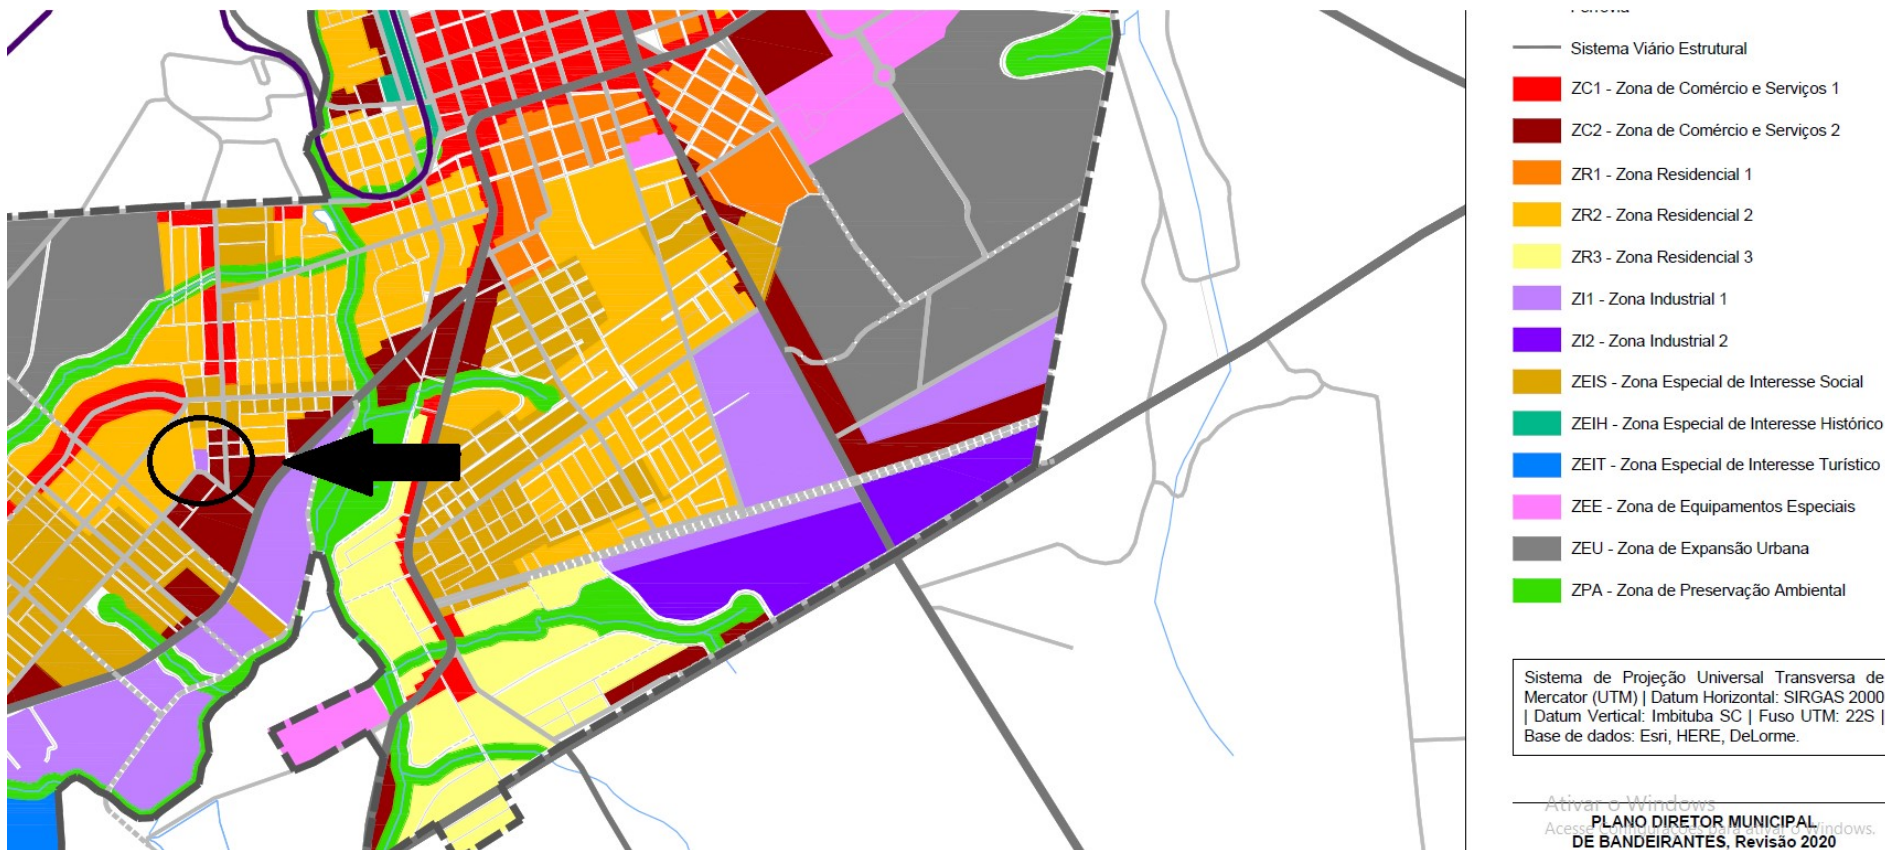 Sistema Viário Estrutural
ZC1 - Zona de Comércio e Serviços 1
ZC2 - Zona de Comércio e Serviços 2
ZR1 - Zona Residencial 1
ZR2 - Zona Residencial 2
ZR3 - Zona Residencial 3
ZI1 - Zona Industrial 1
ZI2 - Zona Industrial 2
ZEIS - Zona Especial de Interesse Social
ZEIH - Zona Especial de Interesse Histórico
ZEIT - Zona Especial de Interesse Turístico
ZEE - Zona de Equipamentos Especiais
ZEU - Zona de Expansão Urbana
ZPA - Zona de Preservação Ambiental
Sistema de Projeção Universal Transversa de
Mercator (UTM) | Datum Horizontal: SIRGAS 2000
| Datum Vertical: Imbituba SC | Fuso UTM: 22S |
Base de dados: Esri, HERE, DeLorme.
Ativar o Windows
PLANO DIRETOR MUNICIPAL
Acesse Configurações para ativar o Windows.
DE BANDEIRANTES, Revisão 2020